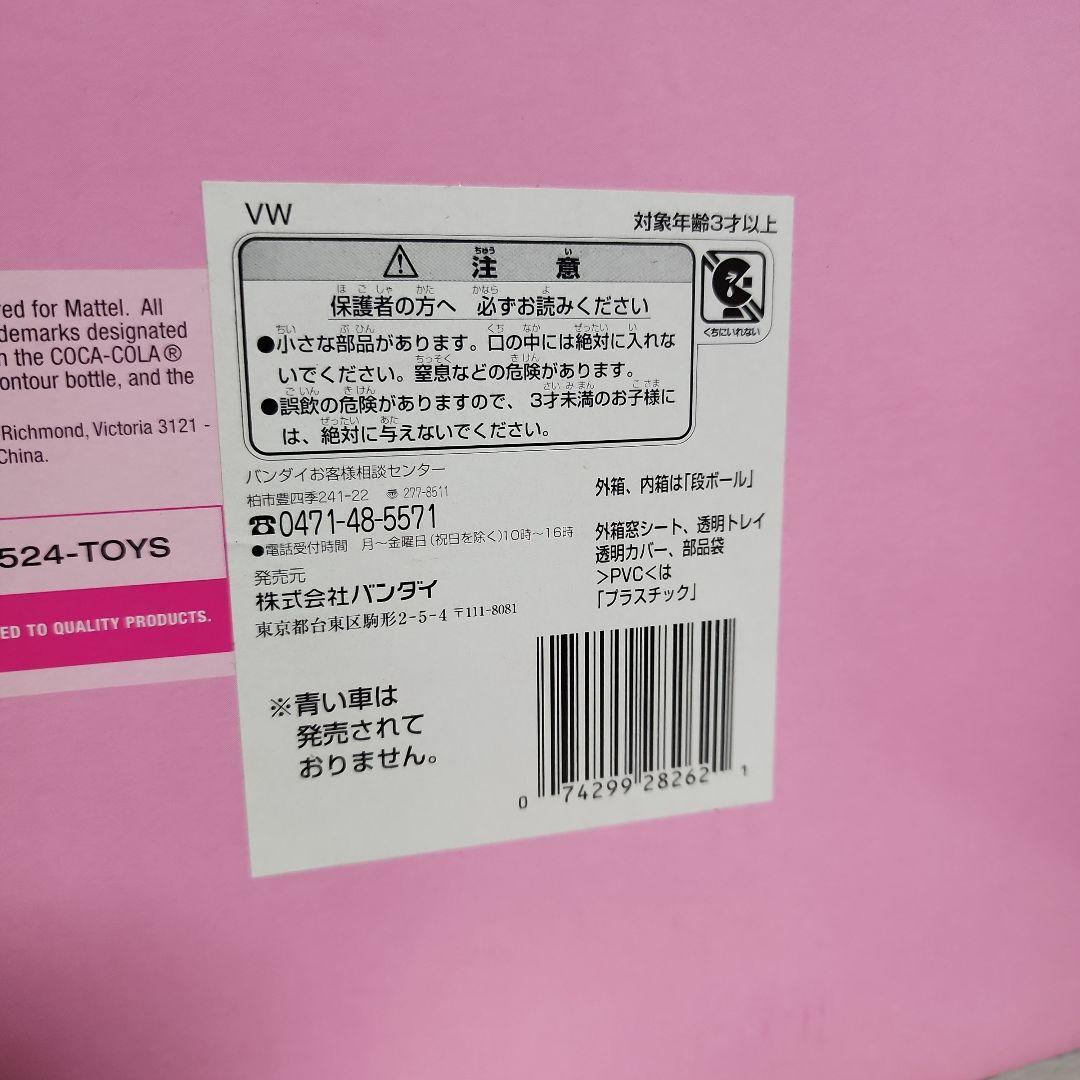 red for Mattel. All
demarks designated
n the COCA-COLA®
ontour bottle, and the
Richmond, Victoria 3121 -
China.
524-TOYS
ED TO QUALITY PRODUCTS.
VW
対象年齢3才以上
注意
保護者の方へ 必ずお読みください
●小さな部品があります。口の中には絶対に入れな
いでください。窒息などの危険があります。
●誤飲の危険がありますので、3才未満のお子様に
は、絶対に与えないでください。
くちにいれない
バンダイお客様相談センター
柏市豊四季241-22 〠 277-8511
☎0471-48-5571
●電話受付時間 月〜金曜日(祝日を除く)10時〜16時
発売元
株式会社バンダイ
東京都台東区駒形2-5-4 〒111-8081
外箱、内箱は「段ボール」
外箱窓シート、透明トレイ
透明カバー、部品袋
>PVC<は
「プラスチック」
※青い車は
発売されて
おりません。
0 74299 28262 1